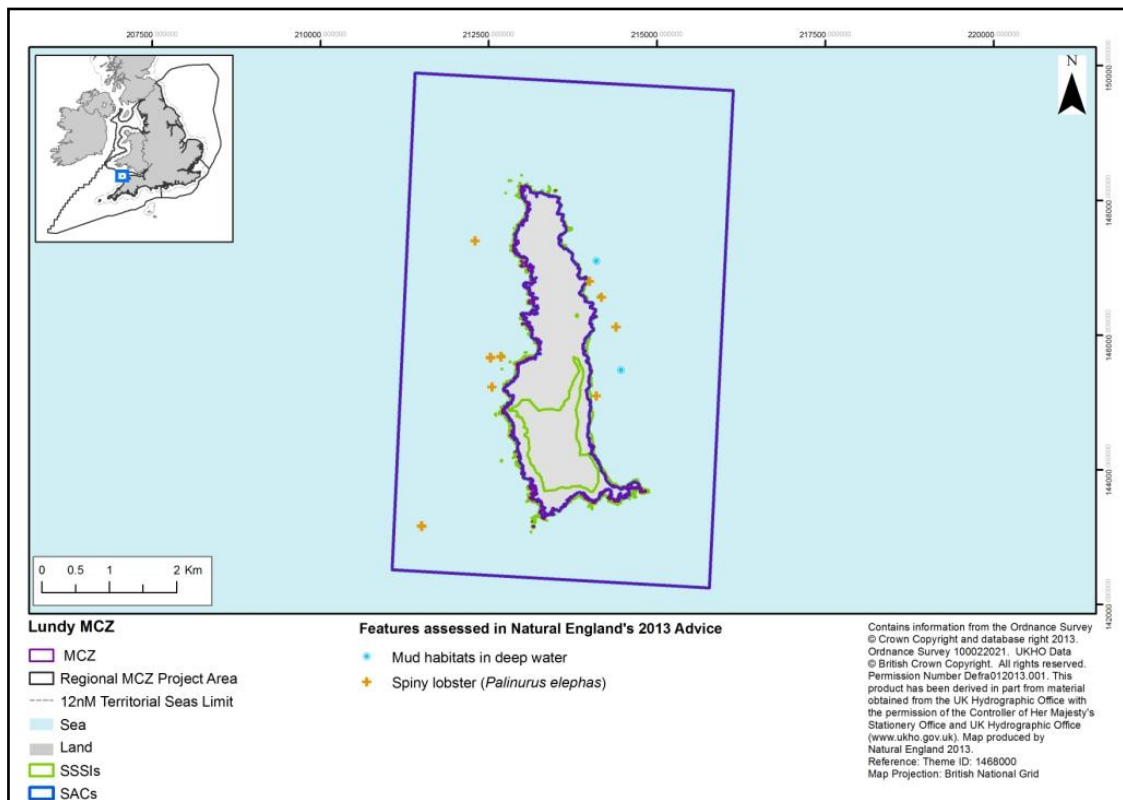 207500.000000 210000.000000 212500.000000 215000.000000 217500.000000 220000.000000
N
150000.000000
148000.000000
146000.000000
144000.000000
142000.000000
0 0.5 1 2 Km
Lundy MCZ
MCZ
Regional MCZ Project Area
12nM Territorial Seas Limit
Sea
Land
SSSIs
SACs
Features assessed in Natural England's 2013 Advice
Mud habitats in deep water
Spiny lobster (Palinurus elephas)
Contains information from the Ordnance Survey
© Crown Copyright and database right 2013.
Ordnance Survey 100022021. UKHO Data
© British Crown Copyright. All rights reserved.
Permission Number Defra012013.001. This
product has been derived in part from material
obtained from the UK Hydrographic Office with
the permission of the Controller of Her Majesty's
Stationery Office and UK Hydrographic Office
(www.ukho.gov.uk). Map produced by
Natural England 2013.
Reference: Theme ID: 1468000
Map Projection: British National Grid